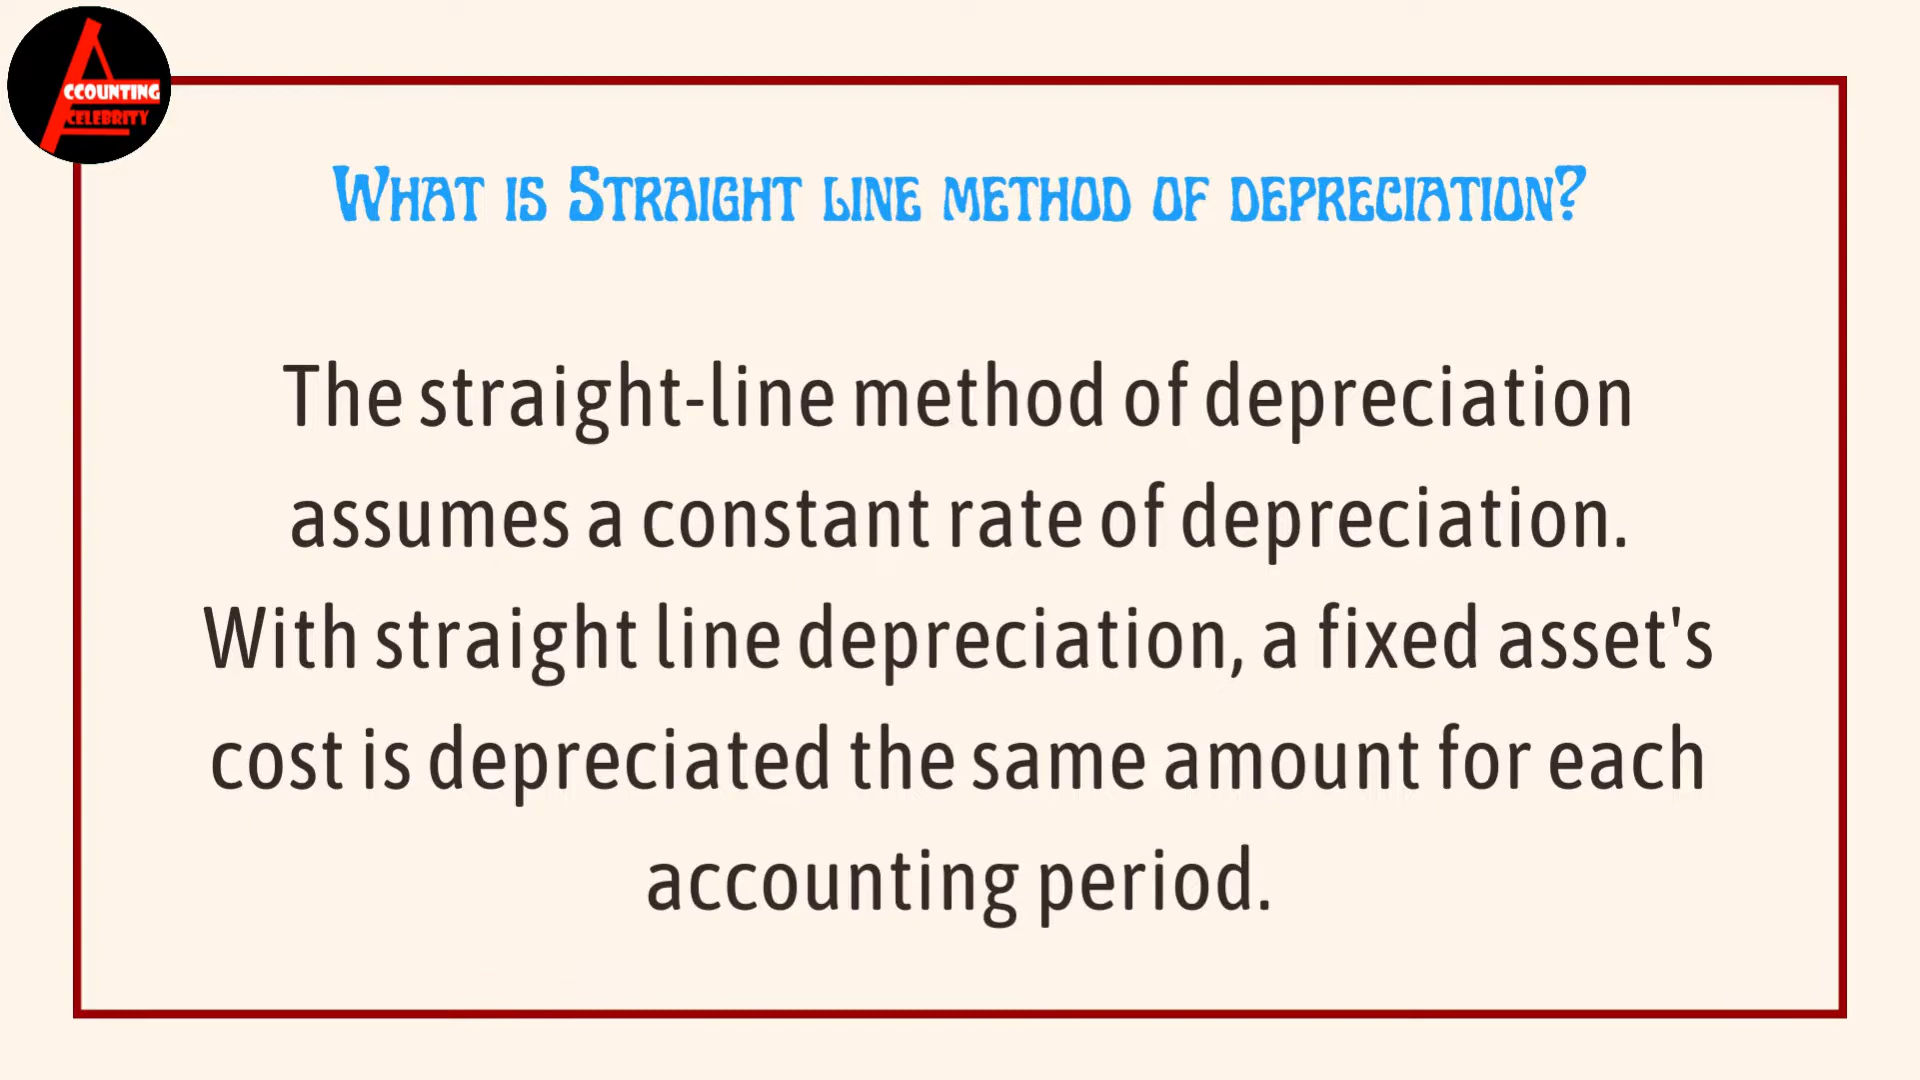 ACCOUNTING
CELEBRITY
What is Straight line method of depreciation?
The straight-line method of depreciation
assumes a constant rate of depreciation.
With straight line depreciation, a fixed asset's
cost is depreciated the same amount for each
accounting period.